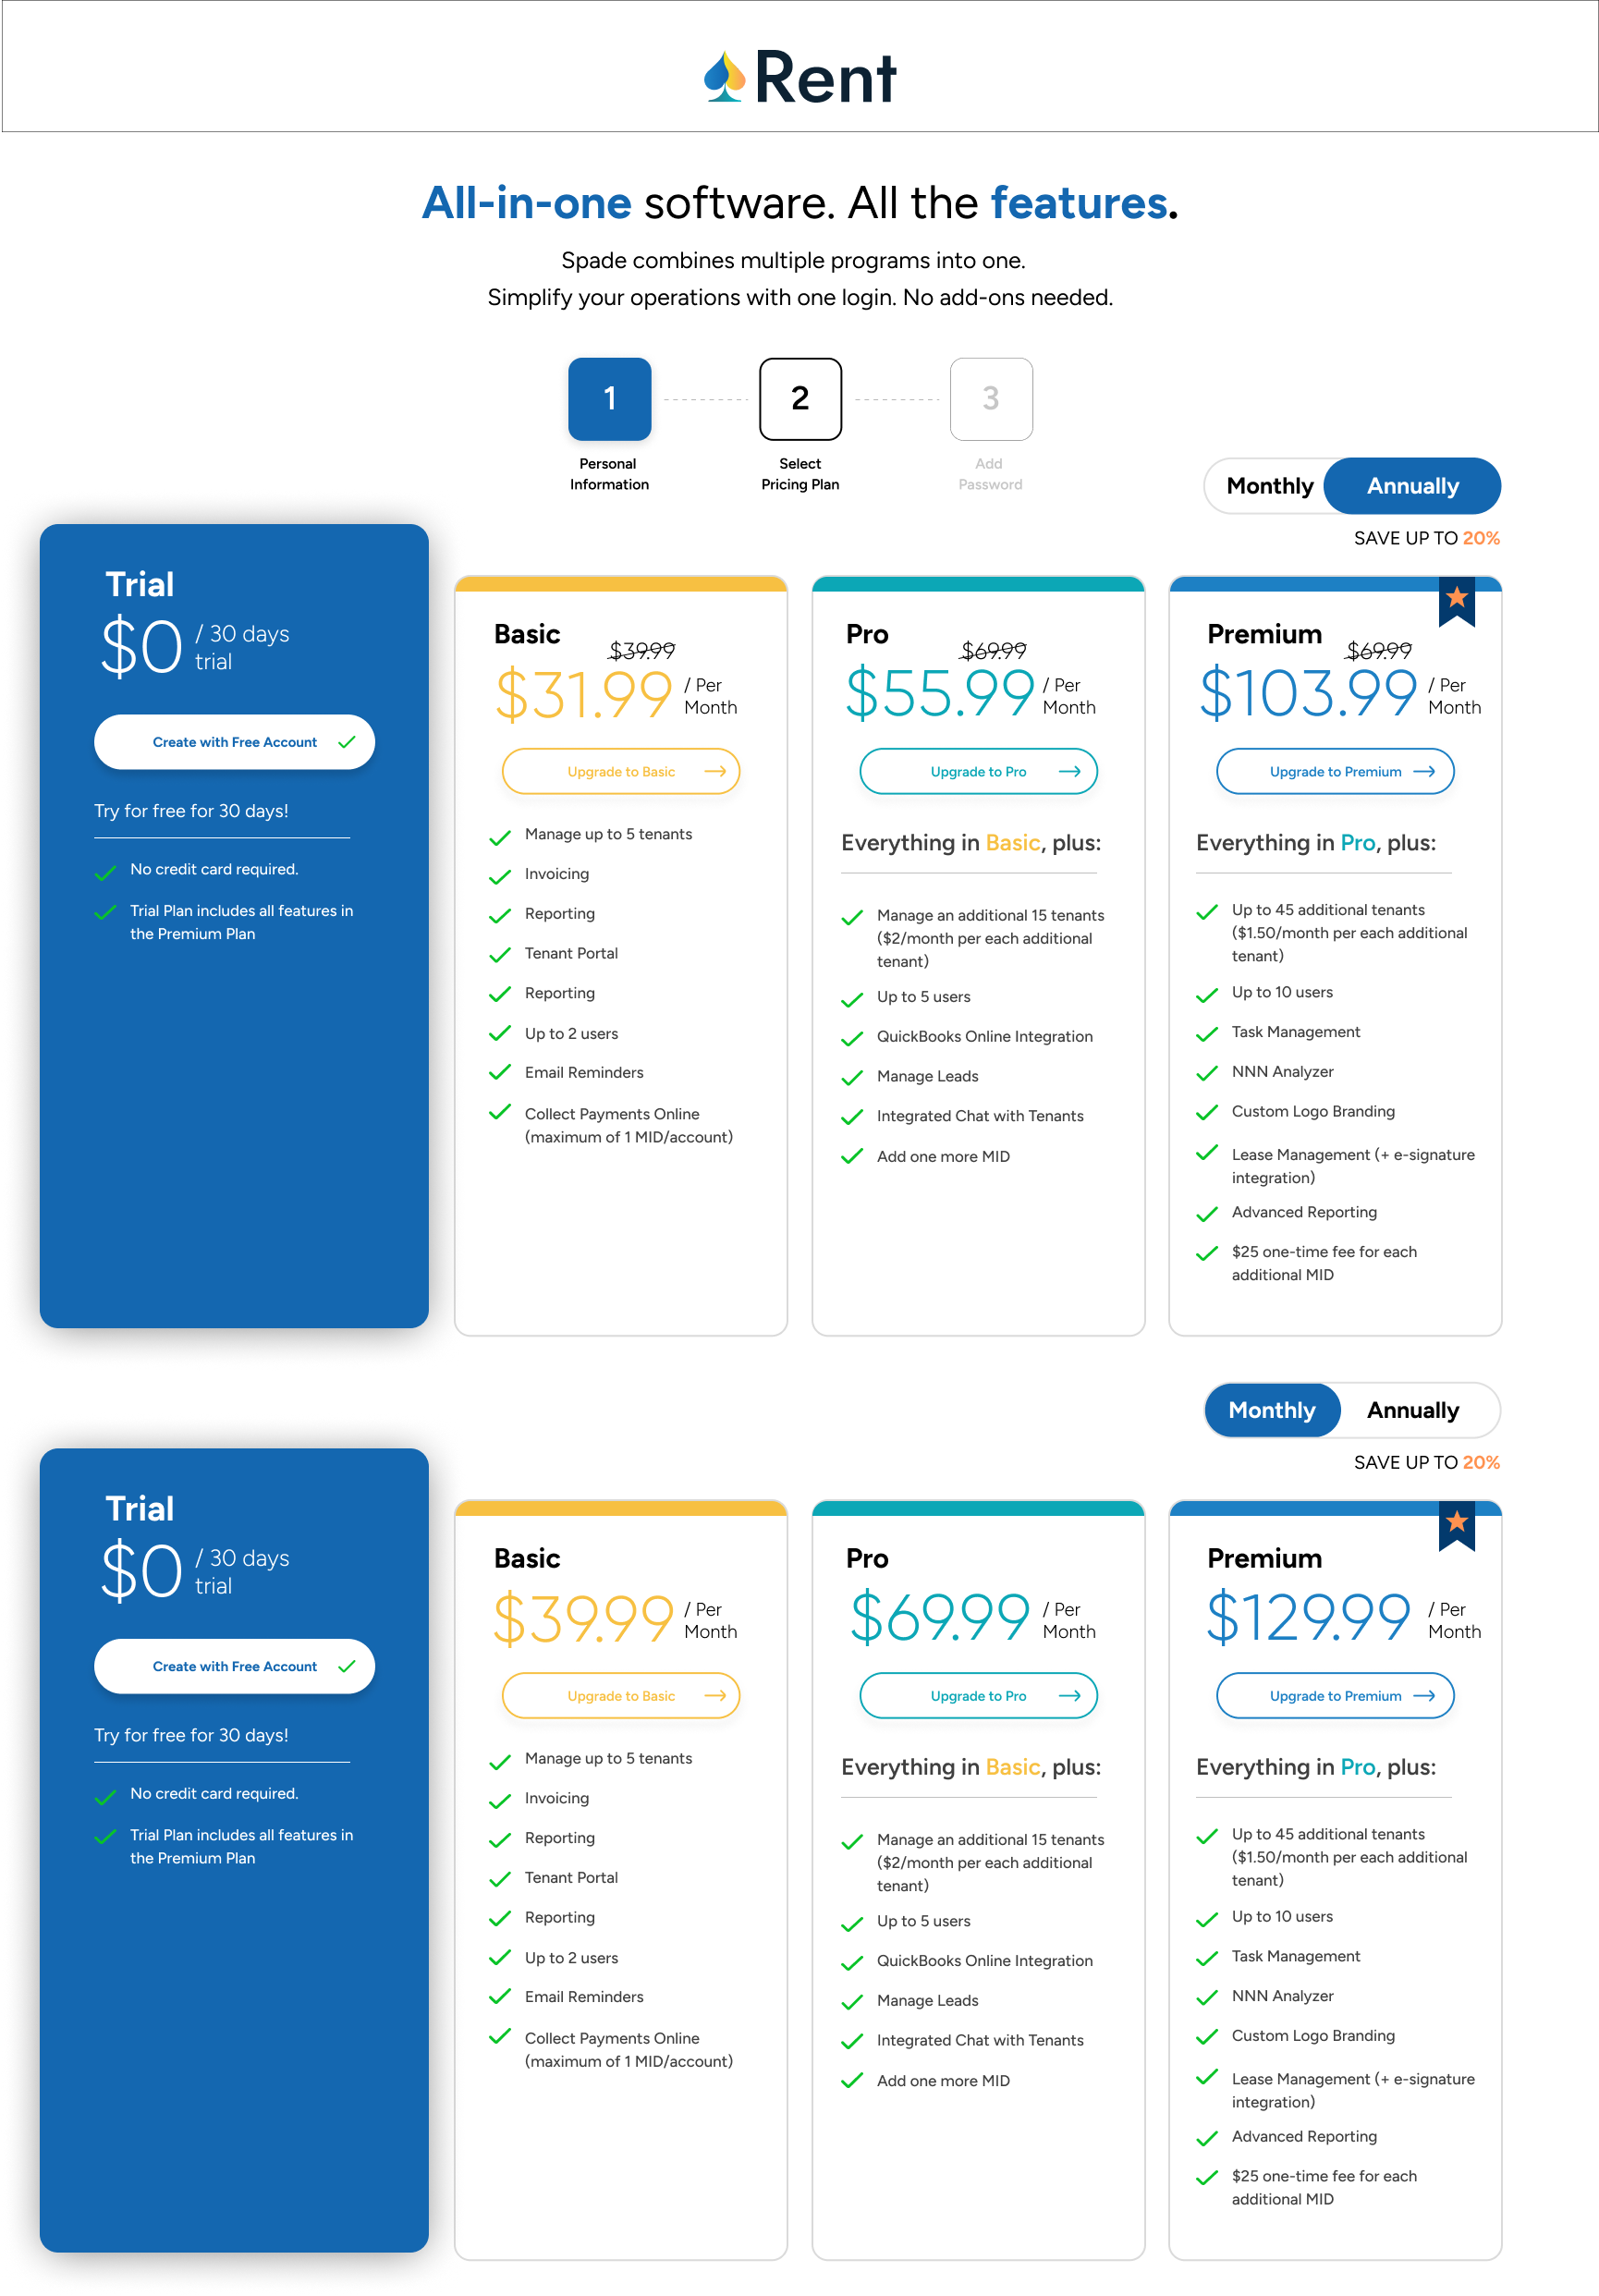 Rent
All-in-one software. All the features.
Spade combines multiple programs into one.
Simplify your operations with one login. No add-ons needed.
1
2
3
Personal
Information
Select
Pricing Plan
Add
Password
Monthly
Annually
SAVE UP TO 20%
Trial
$0
/ 30 days
trial
Create with Free Account
Try for free for 30 days!
No credit card required.
Trial Plan includes all features in
the Premium Plan
Basic
$39.99
$31.99
/ Per
Month
Upgrade to Basic
Manage up to 5 tenants
Invoicing
Reporting
Tenant Portal
Reporting
Up to 2 users
Email Reminders
Collect Payments Online
(maximum of 1 MID/account)
Pro
$69.99
$55.99
/ Per
Month
Upgrade to Pro
Everything in Basic, plus:
Manage an additional 15 tenants
($2/month per each additional
tenant)
Up to 5 users
QuickBooks Online Integration
Manage Leads
Integrated Chat with Tenants
Add one more MID
Premium
$69.99
$103.99
/ Per
Month
Upgrade to Premium
Everything in Pro, plus:
Up to 45 additional tenants
($1.50/month per each additional
tenant)
Up to 10 users
Task Management
NNN Analyzer
Custom Logo Branding
Lease Management (+ e-signature
integration)
Advanced Reporting
$25 one-time fee for each
additional MID
Monthly
Annually
SAVE UP TO 20%
Trial
$0
/ 30 days
trial
Create with Free Account
Try for free for 30 days!
No credit card required.
Trial Plan includes all features in
the Premium Plan
Basic
$39.99
/ Per
Month
Upgrade to Basic
Manage up to 5 tenants
Invoicing
Reporting
Tenant Portal
Reporting
Up to 2 users
Email Reminders
Collect Payments Online
(maximum of 1 MID/account)
Pro
$69.99
/ Per
Month
Upgrade to Pro
Everything in Basic, plus:
Manage an additional 15 tenants
($2/month per each additional
tenant)
Up to 5 users
QuickBooks Online Integration
Manage Leads
Integrated Chat with Tenants
Add one more MID
Premium
$129.99
/ Per
Month
Upgrade to Premium
Everything in Pro, plus:
Up to 45 additional tenants
($1.50/month per each additional
tenant)
Up to 10 users
Task Management
NNN Analyzer
Custom Logo Branding
Lease Management (+ e-signature
integration)
Advanced Reporting
$25 one-time fee for each
additional MID